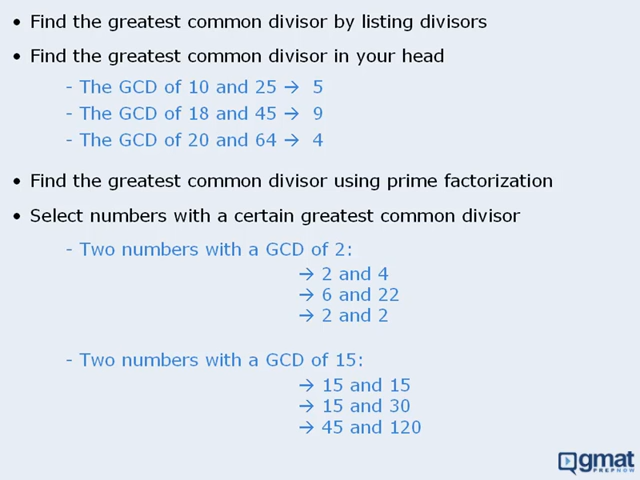 • Find the greatest common divisor by listing divisors
• Find the greatest common divisor in your head
- The GCD of 10 and 25 → 5
- The GCD of 18 and 45 → 9
- The GCD of 20 and 64 → 4
• Find the greatest common divisor using prime factorization
• Select numbers with a certain greatest common divisor
- Two numbers with a GCD of 2:
→ 2 and 4
→ 6 and 22
→ 2 and 2
- Two numbers with a GCD of 15:
→ 15 and 15
→ 15 and 30
→ 45 and 120
gmat
PREPNOW